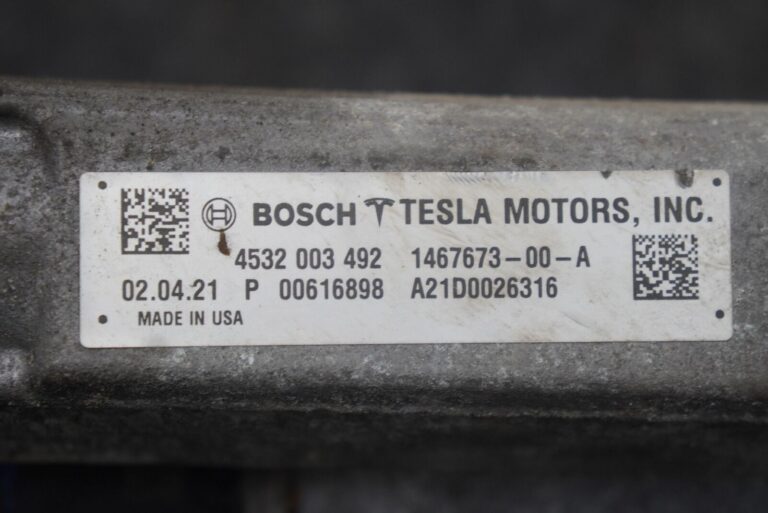 BOSCH TESLA MOTORS, INC.
4532 003 492 1467673-00-A
02.04.21 P 00616898 A21D0026316
MADE IN USA